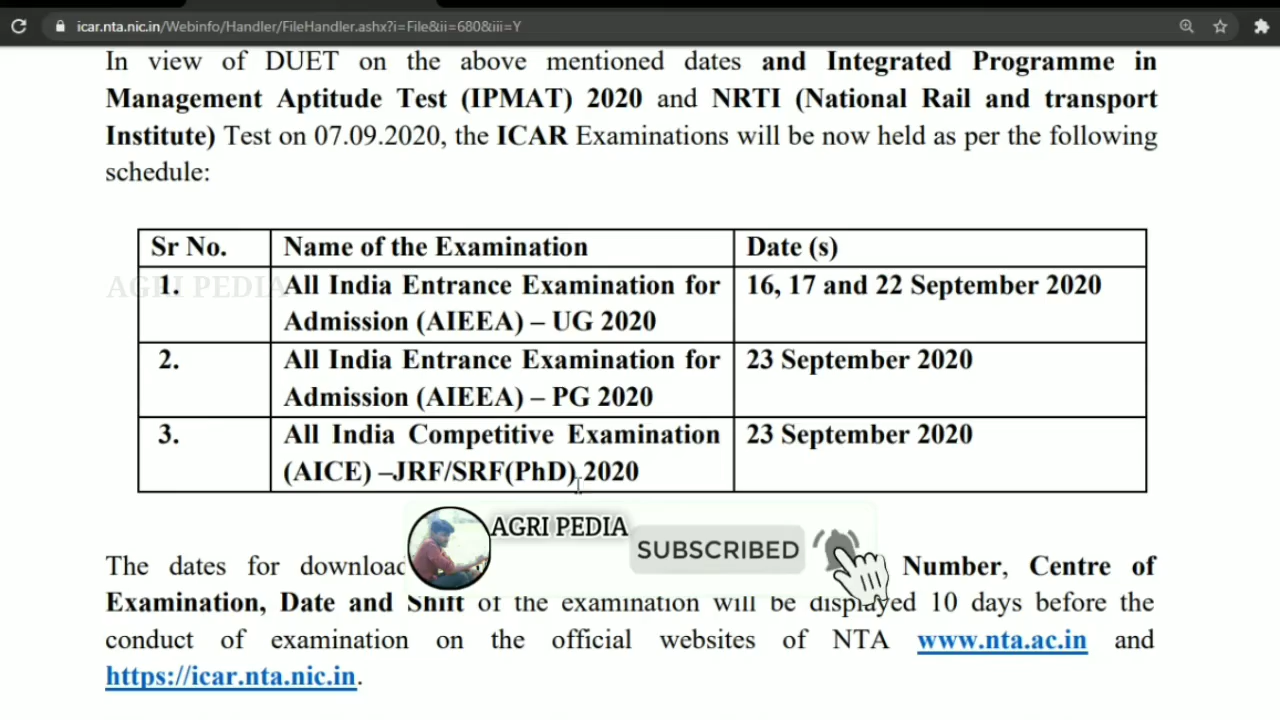 icar.nta.nic.in/Webinfo/Handler/FileHandler.ashx?i=File&ii=680&iii=Y
In view of DUET on the above mentioned dates and Integrated Programme in
Management Aptitude Test (IPMAT) 2020 and NRTI (National Rail and transport
Institute) Test on 07.09.2020, the ICAR Examinations will be now held as per the following
schedule:
Sr No. Name of the Examination Date (s)
AGRI PEDIA
1. All India Entrance Examination for 16, 17 and 22 September 2020
Admission (AIEEA) – UG 2020
2. All India Entrance Examination for 23 September 2020
Admission (AIEEA) – PG 2020
3. All India Competitive Examination 23 September 2020
(AICE) –JRF/SRF(PhD) 2020
AGRI PEDIA
SUBSCRIBED
The dates for download Number, Centre of
Examination, Date and Shift of the examination will be displayed 10 days before the
conduct of examination on the official websites of NTA www.nta.ac.in and
https://icar.nta.nic.in.